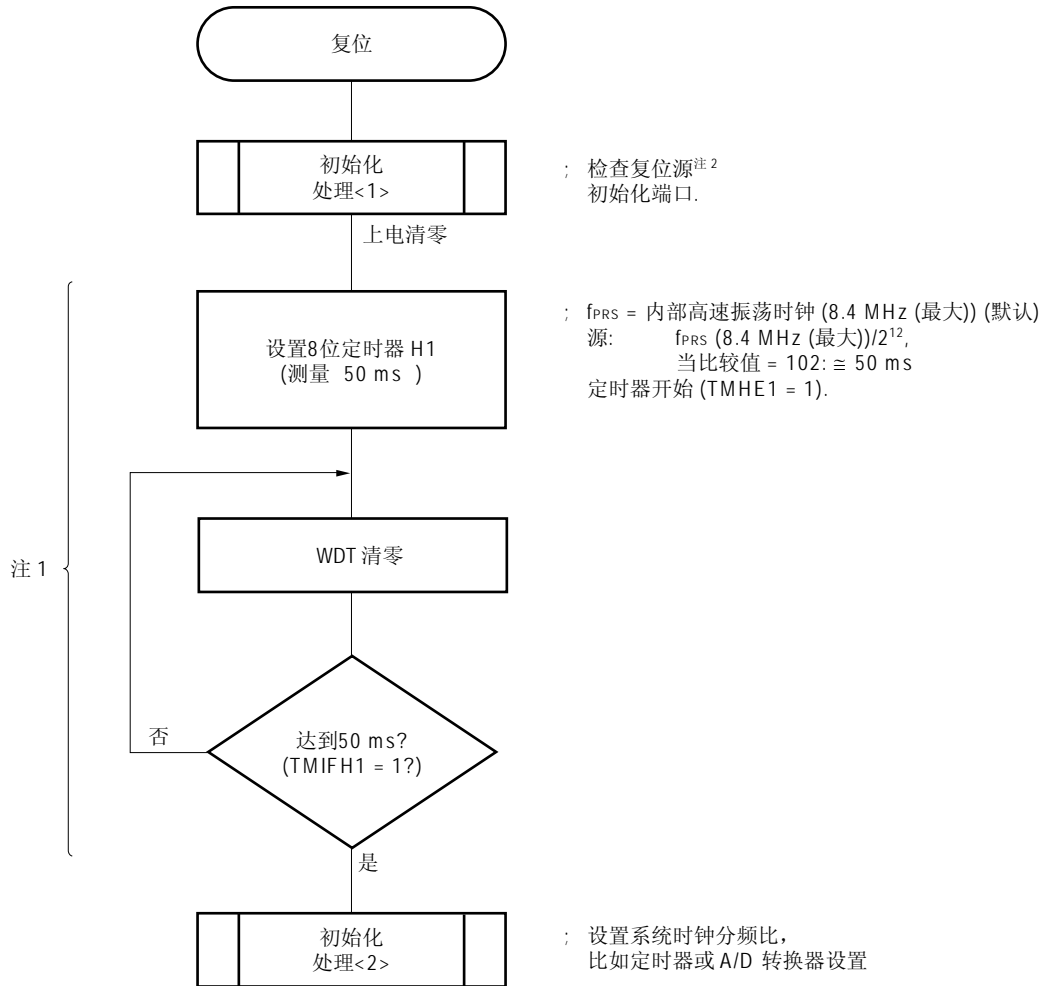 复位
初始化
处理<1>
; 检查复位源注 2
初始化端口.
上电清零
设置8位定时器 H1
(测量 50 ms )
; fPRS = 内部高速振荡时钟 (8.4 MHz (最大)) (默认)
源: fPRS (8.4 MHz (最大))/2¹²,
当比较值 = 102: ≅ 50 ms
定时器开始 (TMHE1 = 1).
注 1
WDT 清零
否
达到50 ms?
(TMIFH1 = 1?)
是
初始化
处理<2>
; 设置系统时钟分频比，
比如定时器或 A/D 转换器设置